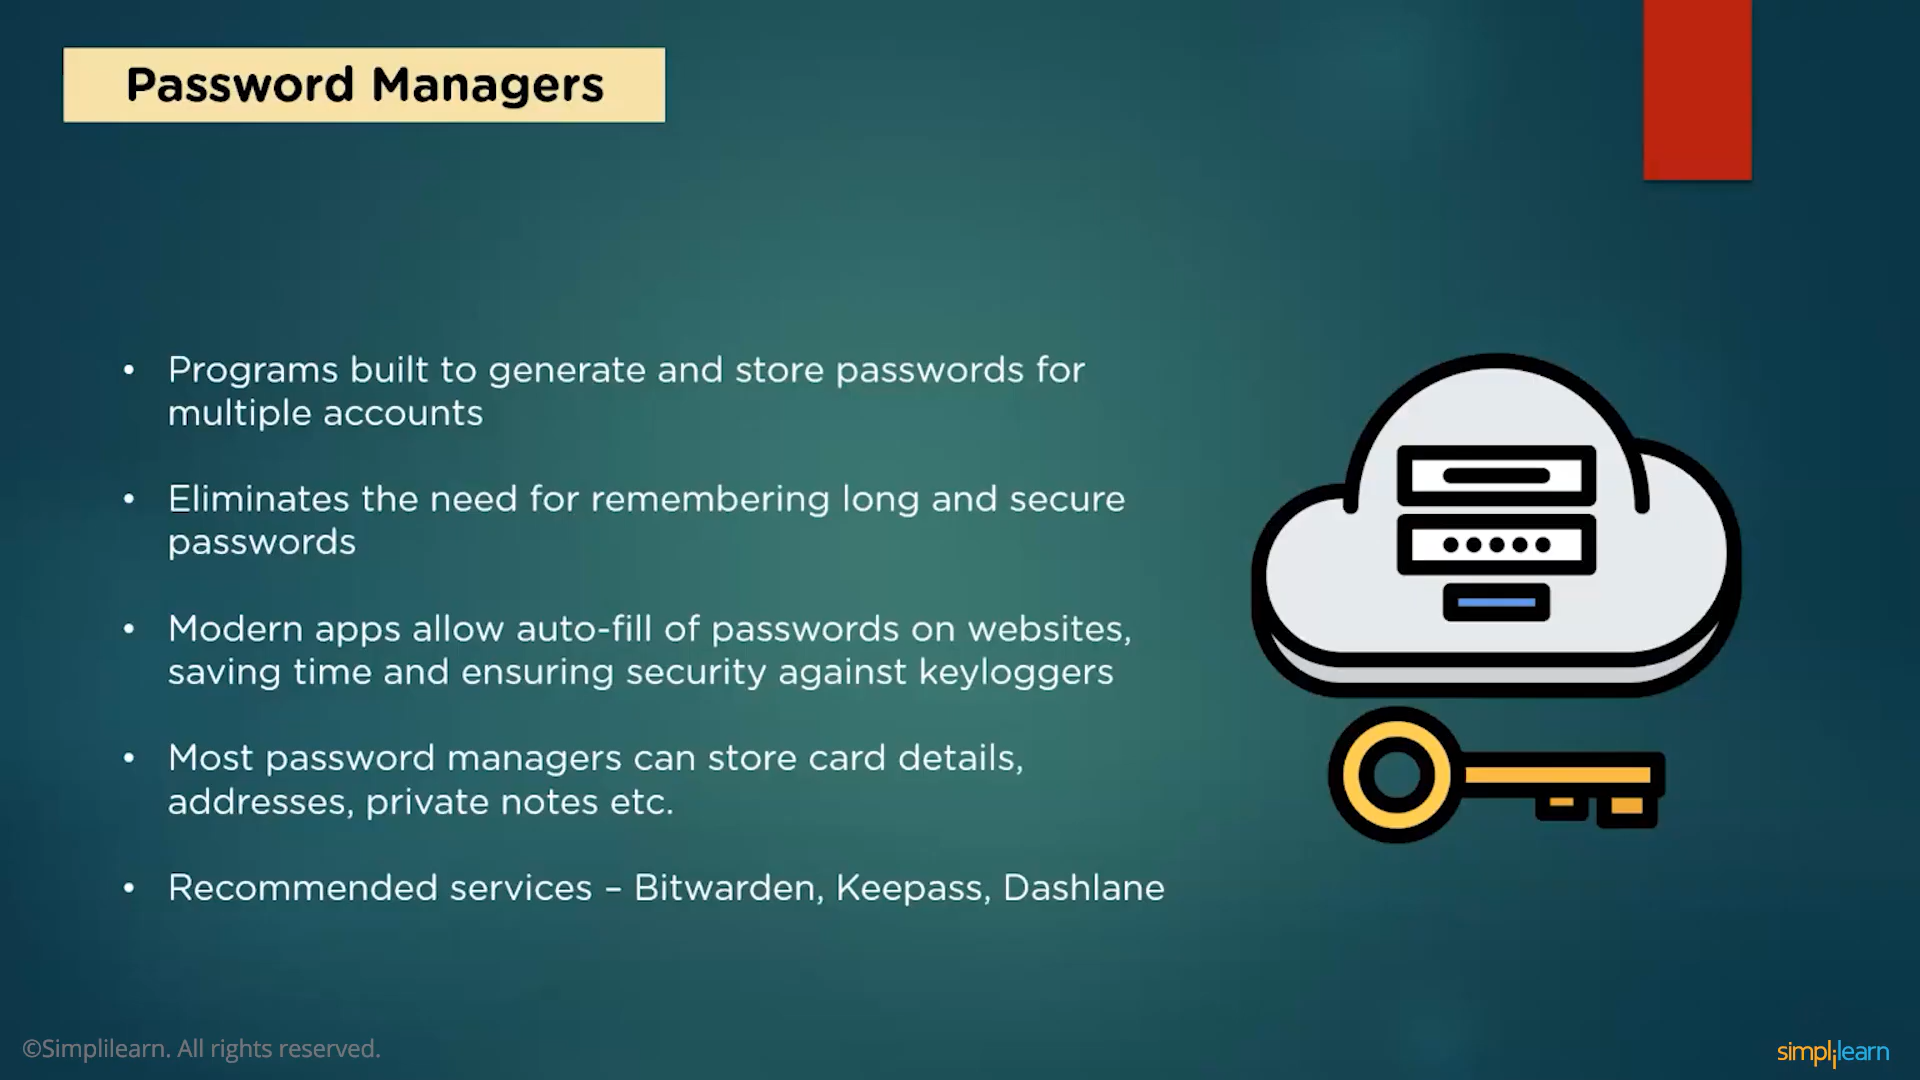 Password Managers
• Programs built to generate and store passwords for
multiple accounts
• Eliminates the need for remembering long and secure
passwords
• Modern apps allow auto-fill of passwords on websites,
saving time and ensuring security against keyloggers
• Most password managers can store card details,
addresses, private notes etc.
• Recommended services – Bitwarden, Keepass, Dashlane
©Simplilearn. All rights reserved.
simplilearn